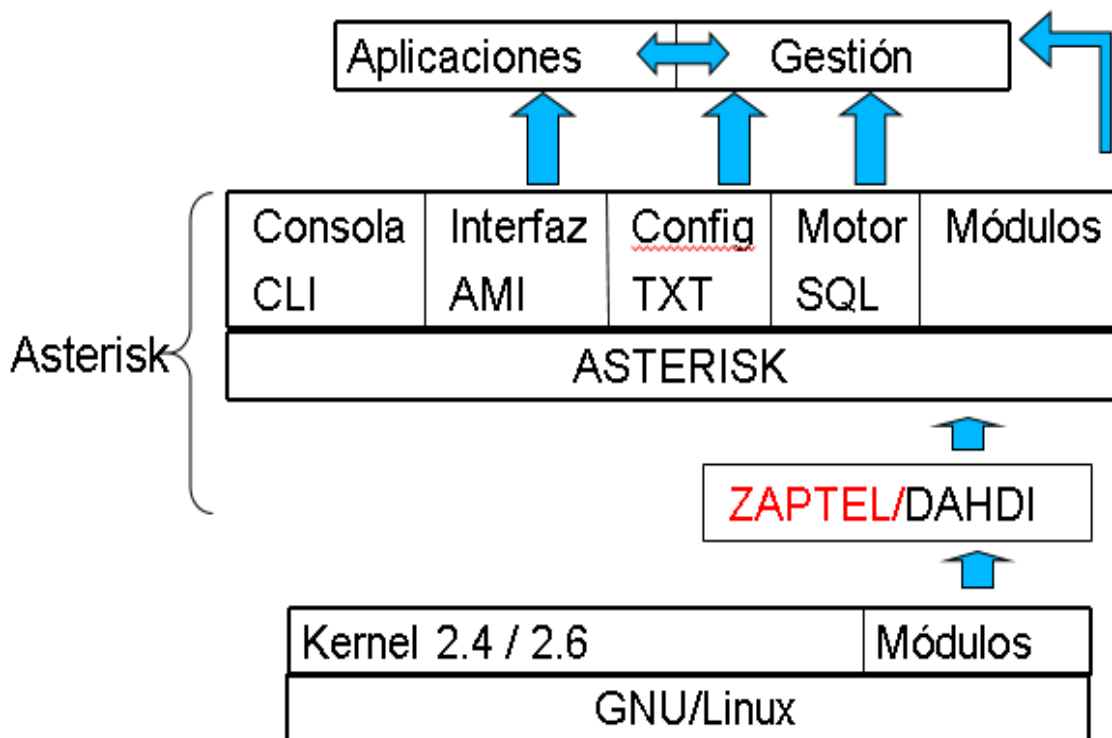 Aplicaciones Gestión
Consola Interfaz Config Motor Módulos
CLI AMI TXT SQL
Asterisk
ASTERISK
ZAPTEL/DAHDI
Kernel 2.4 / 2.6 Módulos
GNU/Linux